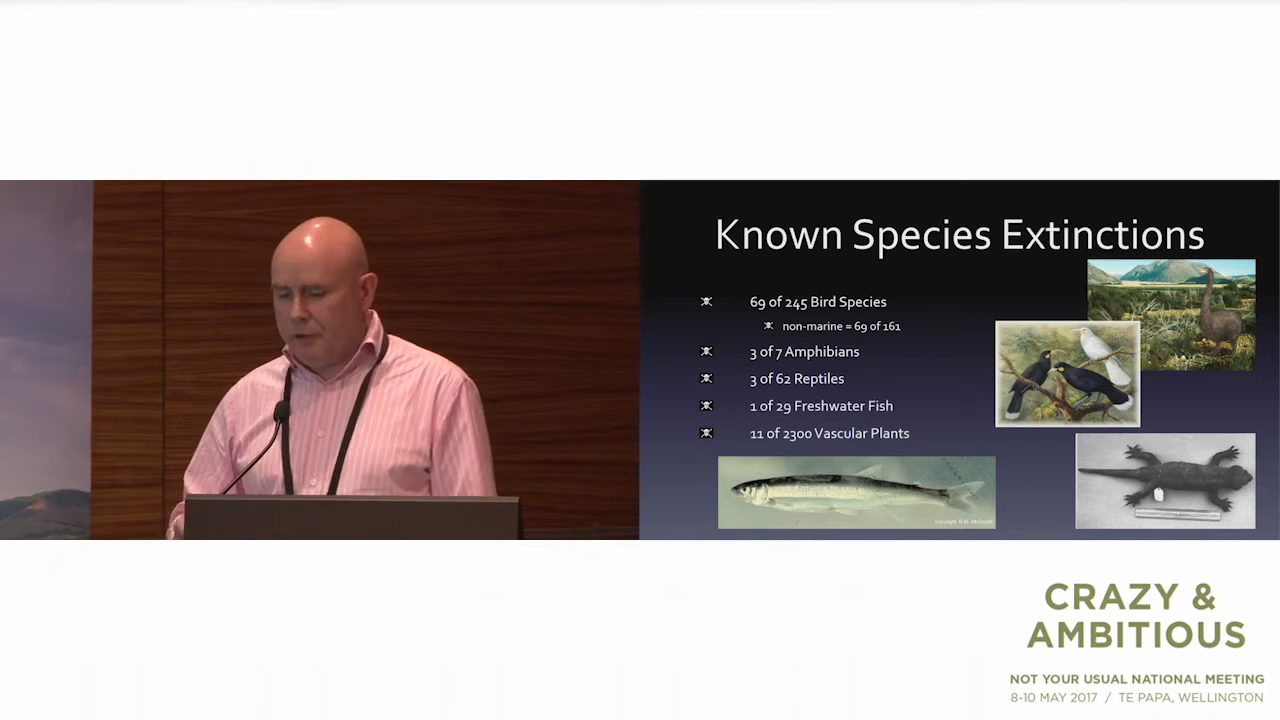 Known Species Extinctions
69 of 245 Bird Species
non-marine = 69 of 161
3 of 7 Amphibians
3 of 62 Reptiles
1 of 29 Freshwater Fish
11 of 2300 Vascular Plants
CRAZY &
AMBITIOUS
NOT YOUR USUAL NATIONAL MEETING
8-10 MAY 2017 / TE PAPA, WELLINGTON